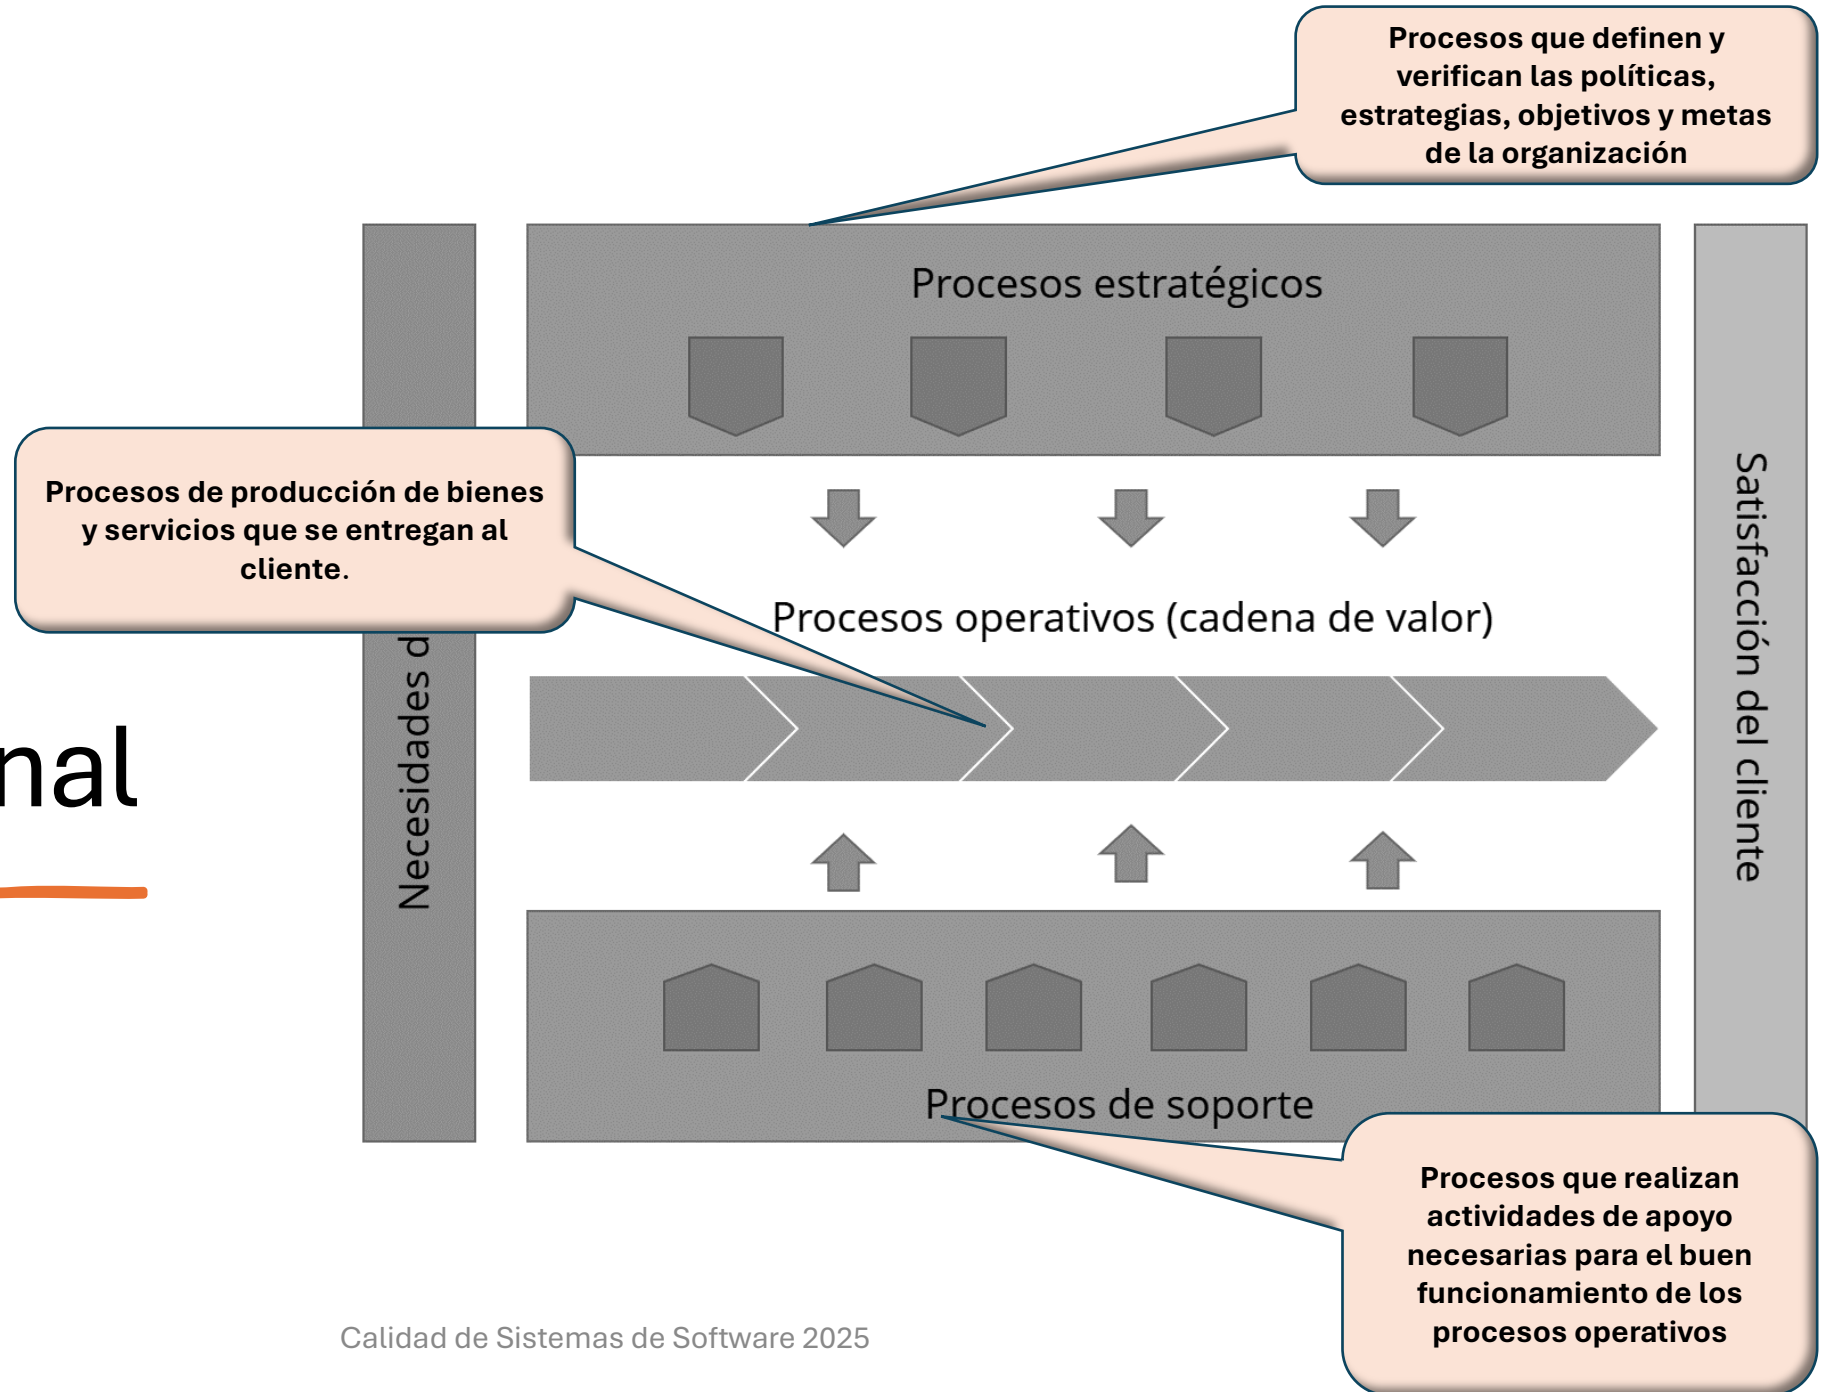 Procesos que definen y
verifican las políticas,
estrategias, objetivos y metas
de la organización
Procesos estratégicos
Procesos de producción de bienes
y servicios que se entregan al
cliente.
Procesos operativos (cadena de valor)
Necesidades d
Satisfacción del cliente
nal
Procesos de soporte
Procesos que realizan
actividades de apoyo
necesarias para el buen
funcionamiento de los
procesos operativos
Calidad de Sistemas de Software 2025